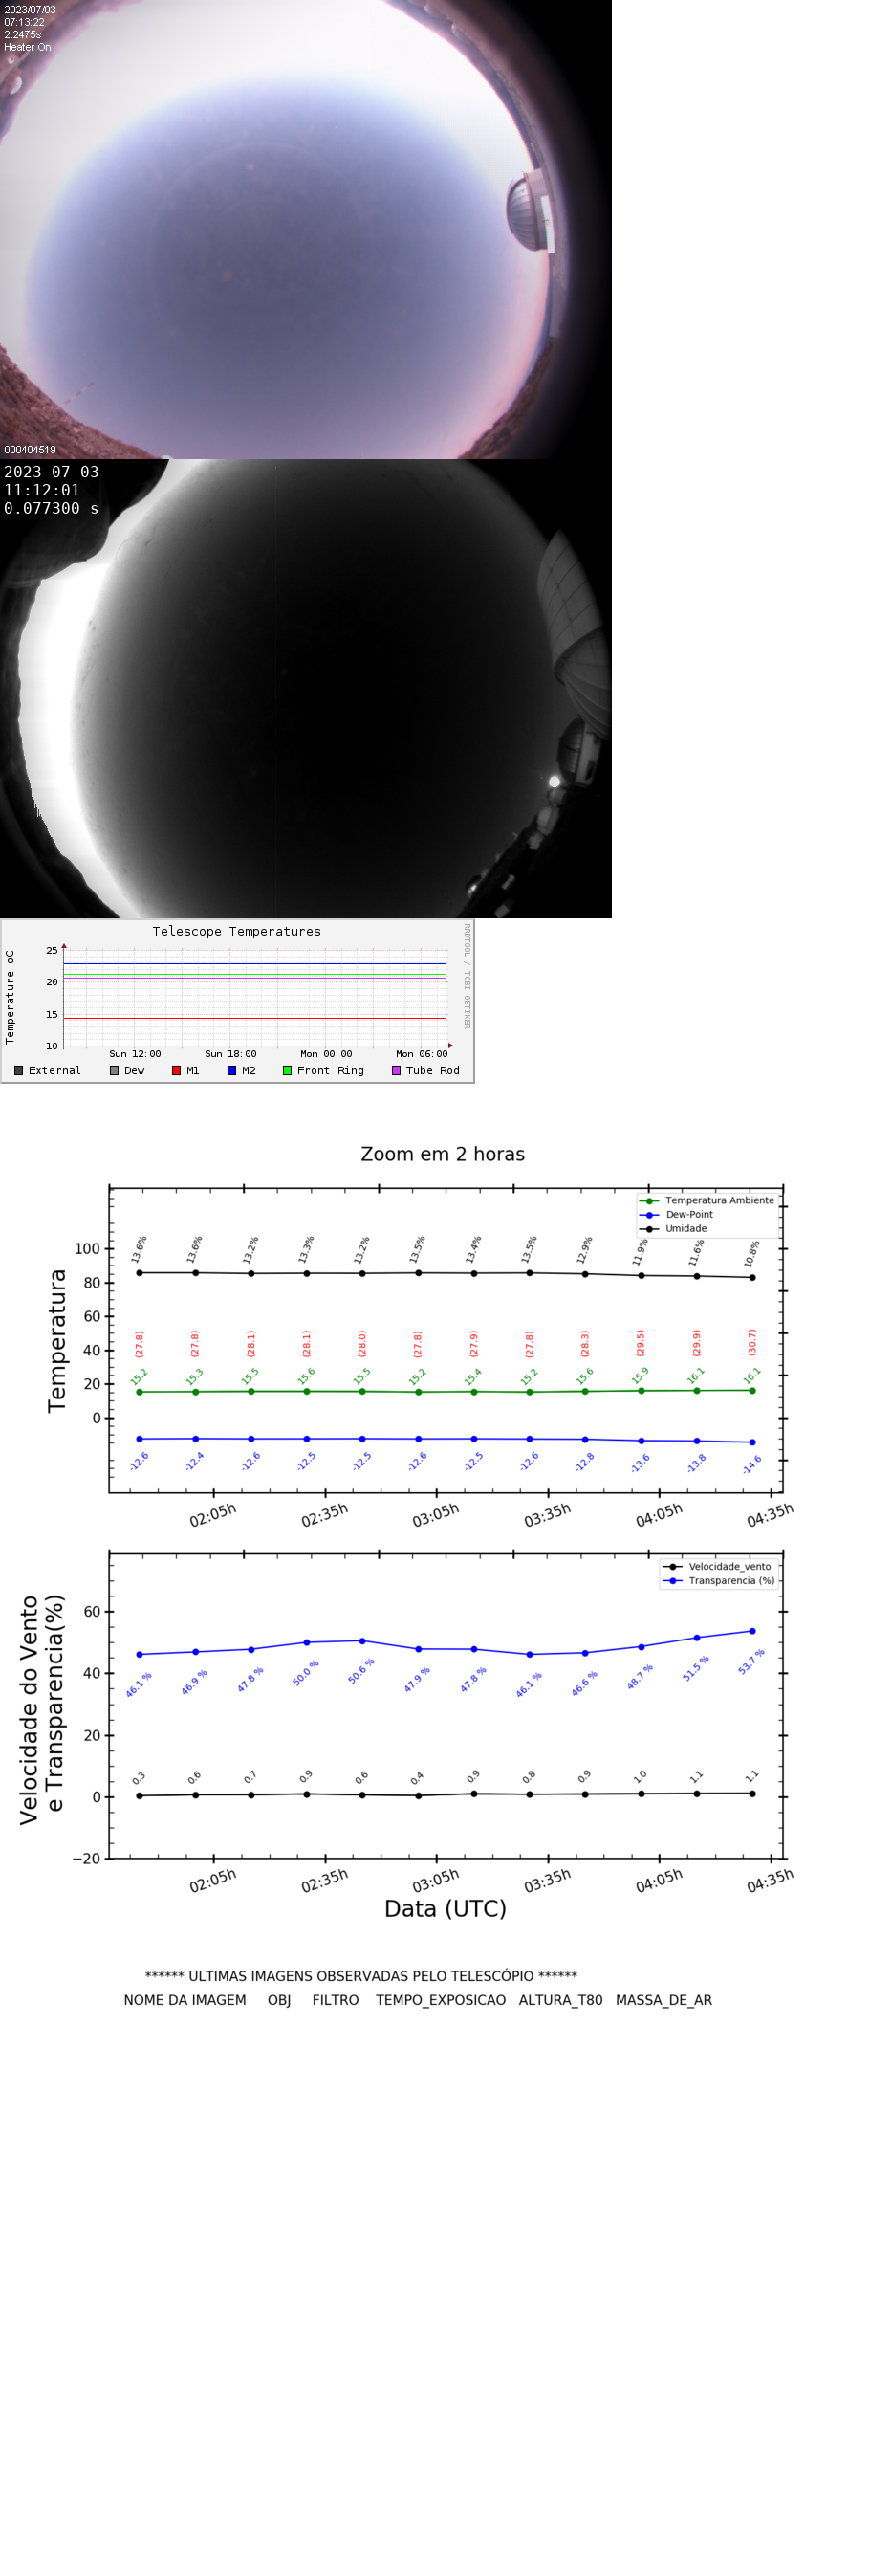 2023/07/03
07:13:22
2.2475s
Heater On
000404519
2023-07-03
11:12:01
0.077300 s
Telescope Temperatures
RRDTOOL / TOBI OETIKER
Temperature oC
25
20
15
10
Sun 12:00 Sun 18:00 Mon 00:00 Mon 06:00
External Dew M1 M2 Front Ring Tube Rod
Zoom em 2 horas
Temperatura Ambiente
Dew-Point
Umidade
Temperatura
100
80
60
40
20
0
13.6% 13.6% 13.2% 13.3% 13.2% 13.5% 13.4% 13.5% 12.9% 11.9% 11.6% 10.8%
(27.8) (27.8) (28.1) (28.1) (28.0) (27.8) (27.9) (27.8) (28.3) (29.5) (29.9) (30.7)
15.2 15.3 15.5 15.6 15.5 15.2 15.4 15.2 15.6 15.9 16.1 16.1
-12.6 -12.4 -12.6 -12.5 -12.5 -12.6 -12.5 -12.6 -12.8 -13.6 -13.8 -14.6
02:05h 02:35h 03:05h 03:35h 04:05h 04:35h
Velocidade_vento
Transparencia (%)
Velocidade do Vento
e Transparencia(%)
60
40
20
0
−20
46.1 % 46.9 % 47.8 % 50.0 % 50.6 % 47.9 % 47.8 % 46.1 % 46.6 % 48.7 % 51.5 % 53.7 %
0.3 0.6 0.7 0.9 0.6 0.4 0.9 0.8 0.9 1.0 1.1 1.1
02:05h 02:35h 03:05h 03:35h 04:05h 04:35h
Data (UTC)
****** ULTIMAS IMAGENS OBSERVADAS PELO TELESCÓPIO ******
NOME DA IMAGEM OBJ FILTRO TEMPO_EXPOSICAO ALTURA_T80 MASSA_DE_AR